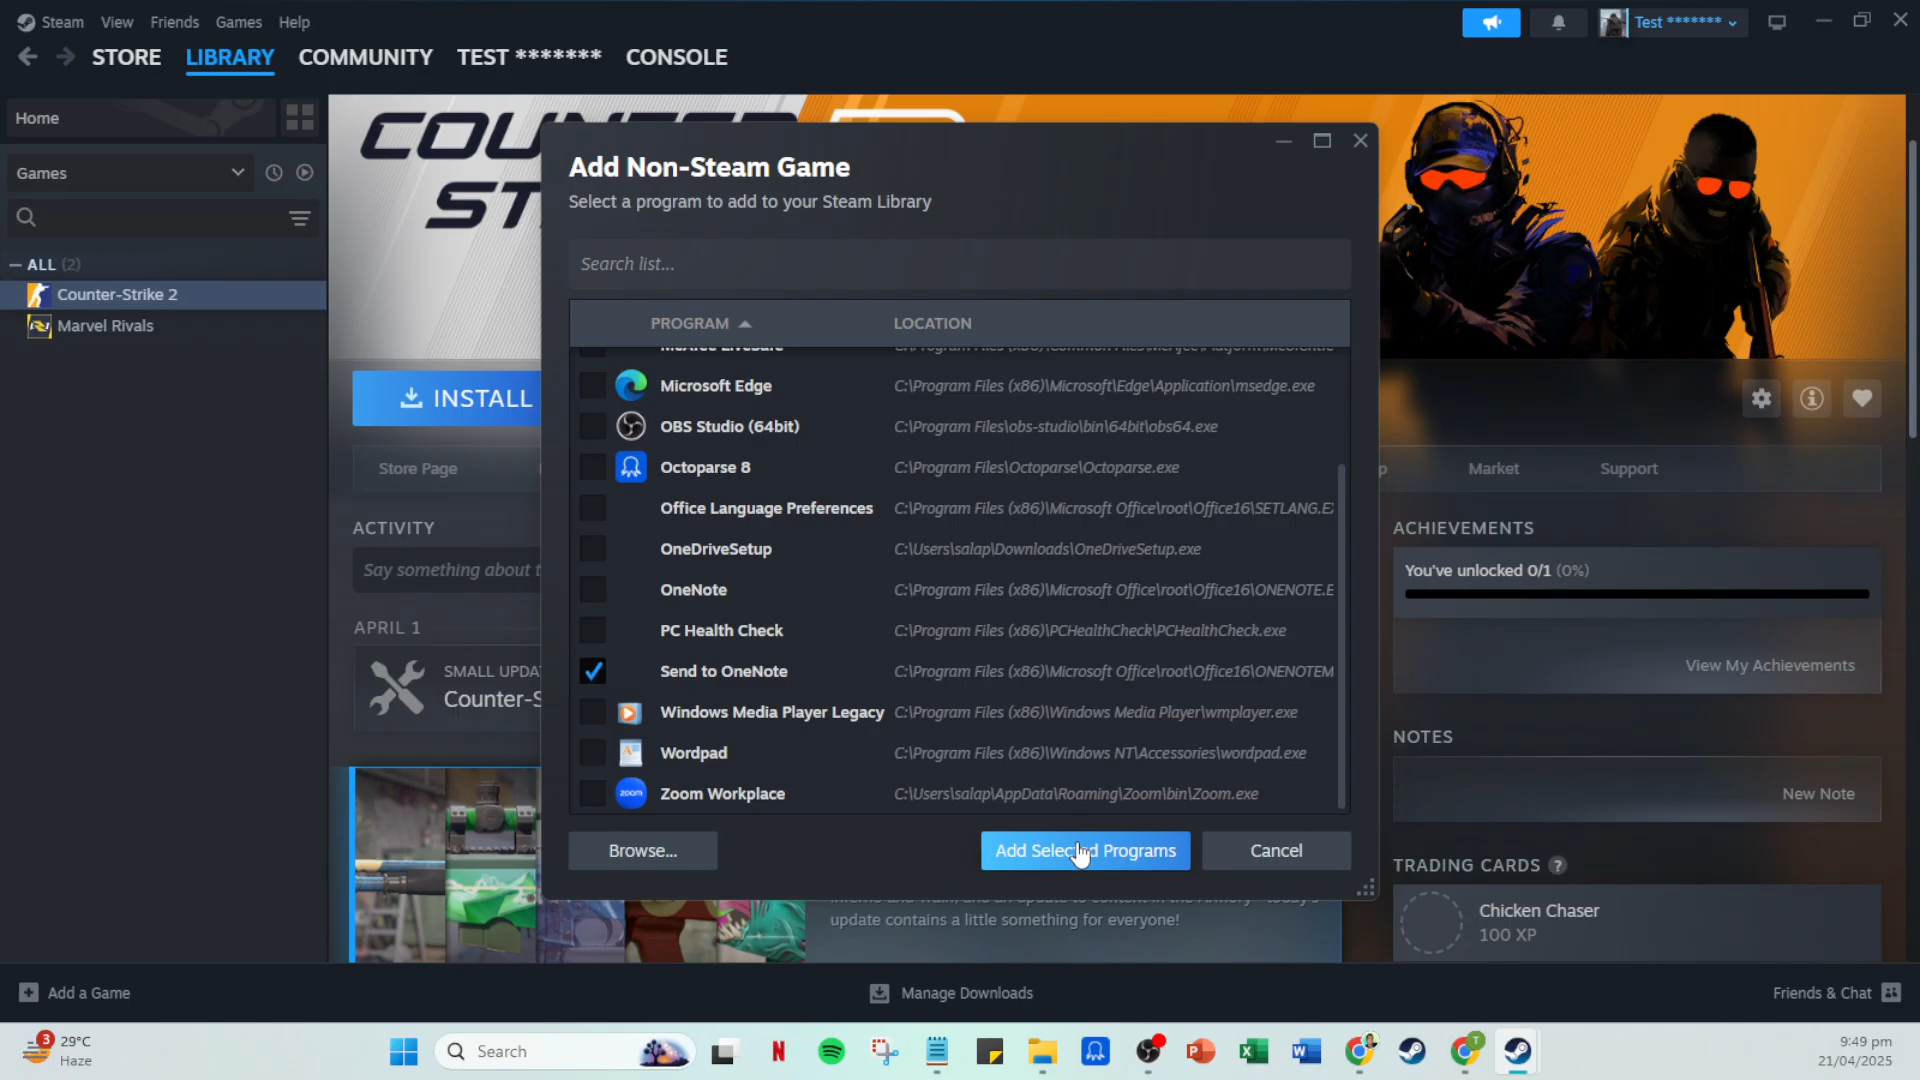 Steam View Friends Games Help
Test *******
STORE LIBRARY COMMUNITY TEST ******* CONSOLE
Home
Games
ALL (2)
Counter-Strike 2
Marvel Rivals
COU
ST
INSTALL
Store Page
Market Support
ACTIVITY
Say something about t
APRIL 1
SMALL UPDA
Counter-S
Add Non-Steam Game
Select a program to add to your Steam Library
Search list...
PROGRAM LOCATION
Microsoft Edge C:\Program Files (x86)\Microsoft\Edge\Application\msedge.exe
OBS Studio (64bit) C:\Program Files\obs-studio\bin\64bit\obs64.exe
Octoparse 8 C:\Program Files\Octoparse\Octoparse.exe
Office Language Preferences C:\Program Files (x86)\Microsoft Office\root\Office16\SETLANG.E
OneDriveSetup C:\Users\salap\Downloads\OneDriveSetup.exe
OneNote C:\Program Files (x86)\Microsoft Office\root\Office16\ONENOTE.E
PC Health Check C:\Program Files (x86)\PCHealthCheck\PCHealthCheck.exe
Send to OneNote C:\Program Files (x86)\Microsoft Office\root\Office16\ONENOTEM
Windows Media Player Legacy C:\Program Files (x86)\Windows Media Player\wmplayer.exe
Wordpad C:\Program Files (x86)\Windows NT\Accessories\wordpad.exe
zoom Zoom Workplace C:\Users\salap\AppData\Roaming\Zoom\bin\Zoom.exe
Browse... Add Selected Programs Cancel
update contains a little something for everyone!
ACHIEVEMENTS
You've unlocked 0/1 (0%)
View My Achievements
NOTES
New Note
TRADING CARDS ?
Chicken Chaser
100 XP
Add a Game Manage Downloads Friends & Chat
3 29°C
Haze
Search
9:49 pm
21/04/2025